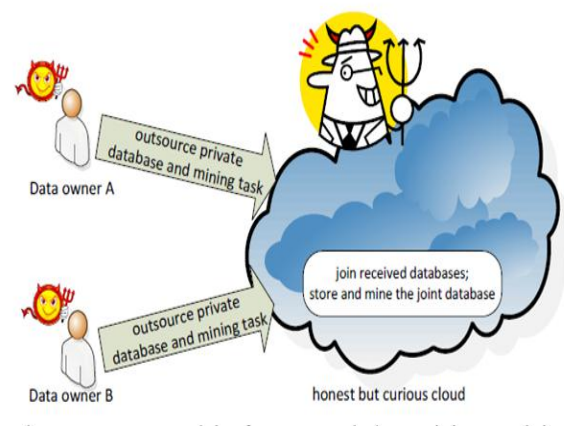 outsource private
database and mining task
Data owner A
join received databases;
store and mine the joint database
outsource private
database and mining task
Data owner B
honest but curious cloud